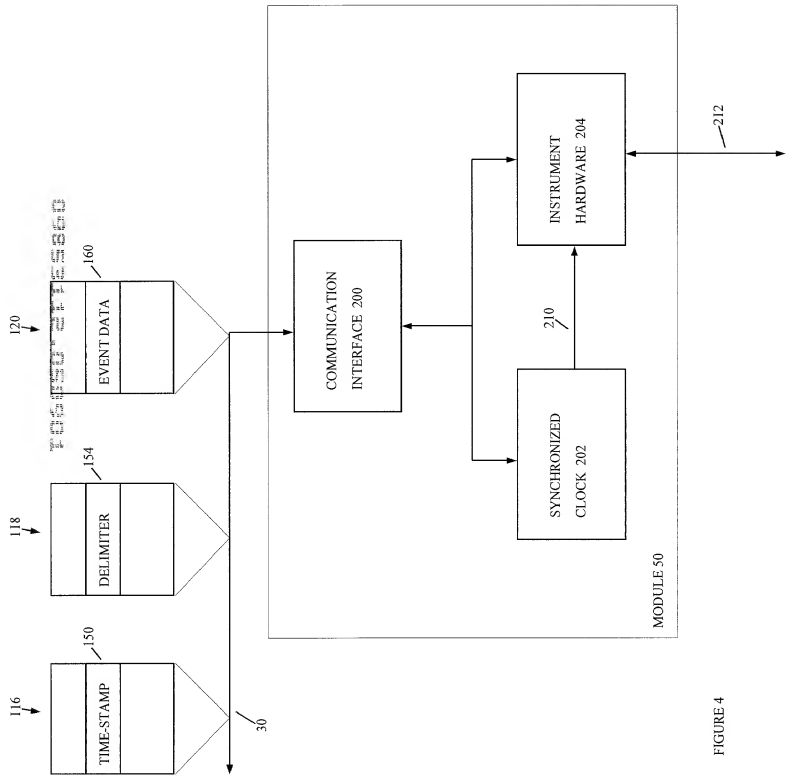 116
118
120
TIME-STAMP
150
DELIMITER
154
EVENT DATA
160
30
COMMUNICATION
INTERFACE 200
SYNCHRONIZED
CLOCK 202
210
INSTRUMENT
HARDWARE 204
212
MODULE 50
FIGURE 4